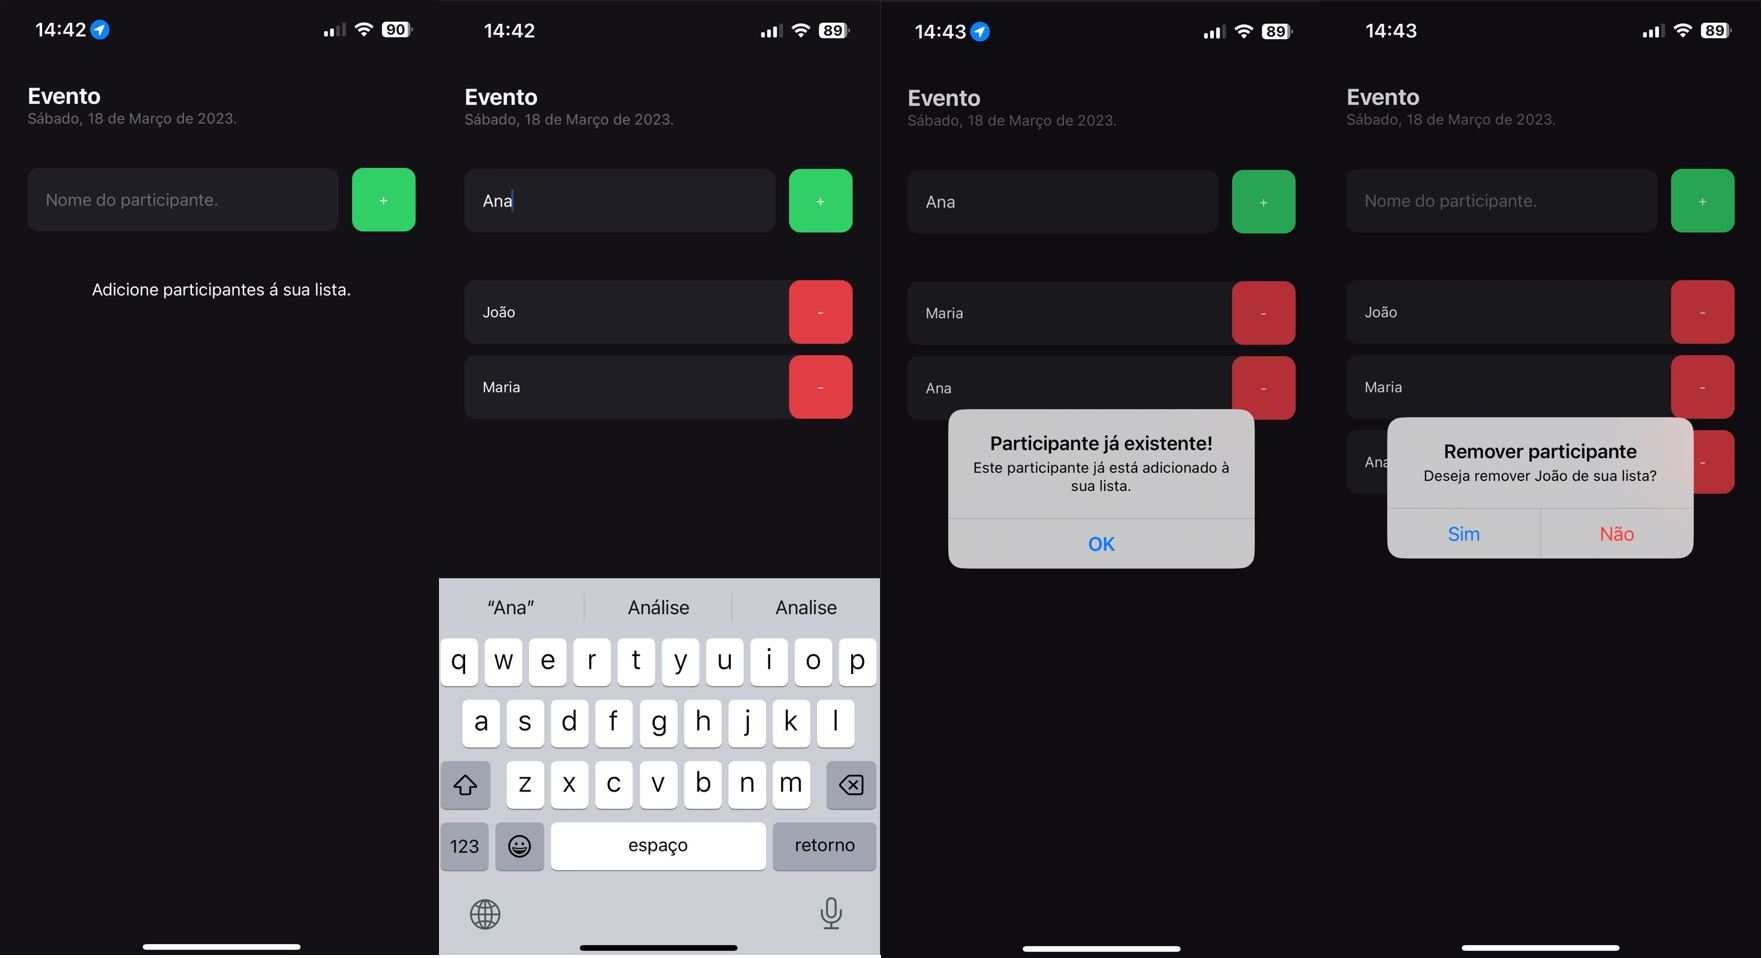 14:42
90
Evento
Sábado, 18 de Março de 2023.
Nome do participante.
+
Adicione participantes á sua lista.
14:42
89
Evento
Sábado, 18 de Março de 2023.
Ana
+
João
-
Maria
-
“Ana” Análise Analise
q w e r t y u i o p
a s d f g h j k l
z x c v b n m
123 espaço retorno
14:43
89
Evento
Sábado, 18 de Março de 2023.
Ana
+
Maria
-
Ana
-
Participante já existente!
Este participante já está adicionado à
sua lista.
OK
14:43
89
Evento
Sábado, 18 de Março de 2023.
Nome do participante.
+
João
-
Maria
-
Ana
-
Remover participante
Deseja remover João de sua lista?
Sim Não